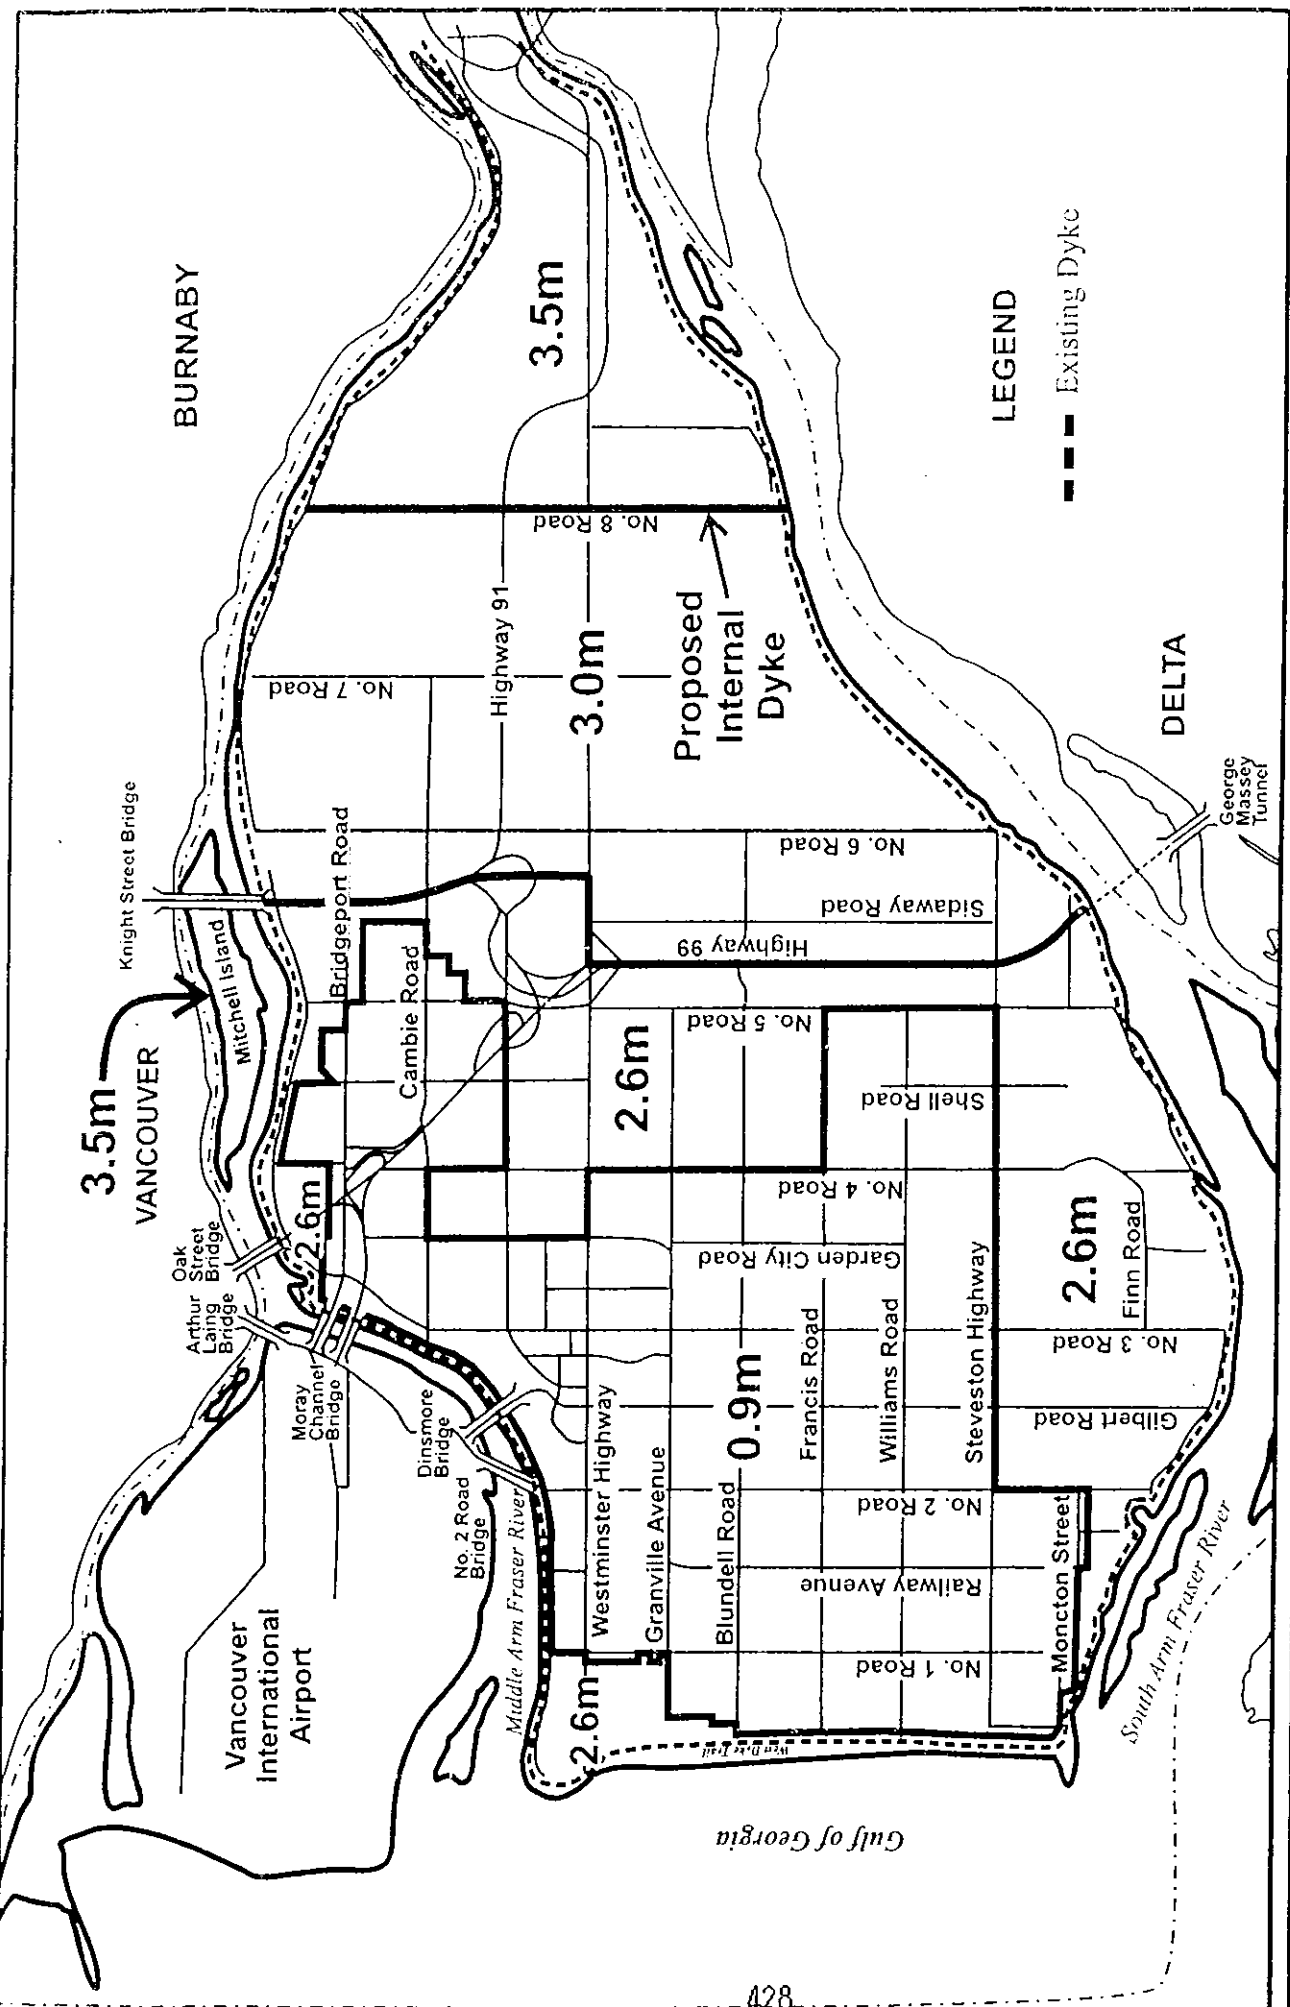 BURNABY
3.5m
VANCOUVER
Knight Street Bridge
Mitchell Island
Oak
Street
Bridge
Arthur
Laing
Bridge
2.6m
Moray
Channel
Bridge
Dinsmore
Bridge
No. 2 Road
Bridge
Middle Arm Fraser River
Vancouver
International
Airport
Bridgeport Road
Cambie Road
Highway 91
3.5m
No. 8 Road
No. 7 Road
3.0m
Proposed
Internal
Dyke
No. 6 Road
Sidaway Road
Highway 99
No. 5 Road
2.6m
Shell Road
No. 4 Road
Garden City Road
Westminster Highway
Granville Avenue
Blundell Road
0.9m
Francis Road
Williams Road
Steveston Highway
2.6m
Finn Road
No. 3 Road
Gilbert Road
No. 2 Road
Railway Avenue
No. 1 Road
Moncton Street
2.6m
West Dyke Trail
Gulf of Georgia
South Arm Fraser River
George
Massey
Tunnel
DELTA
LEGEND
Existing Dyke
428